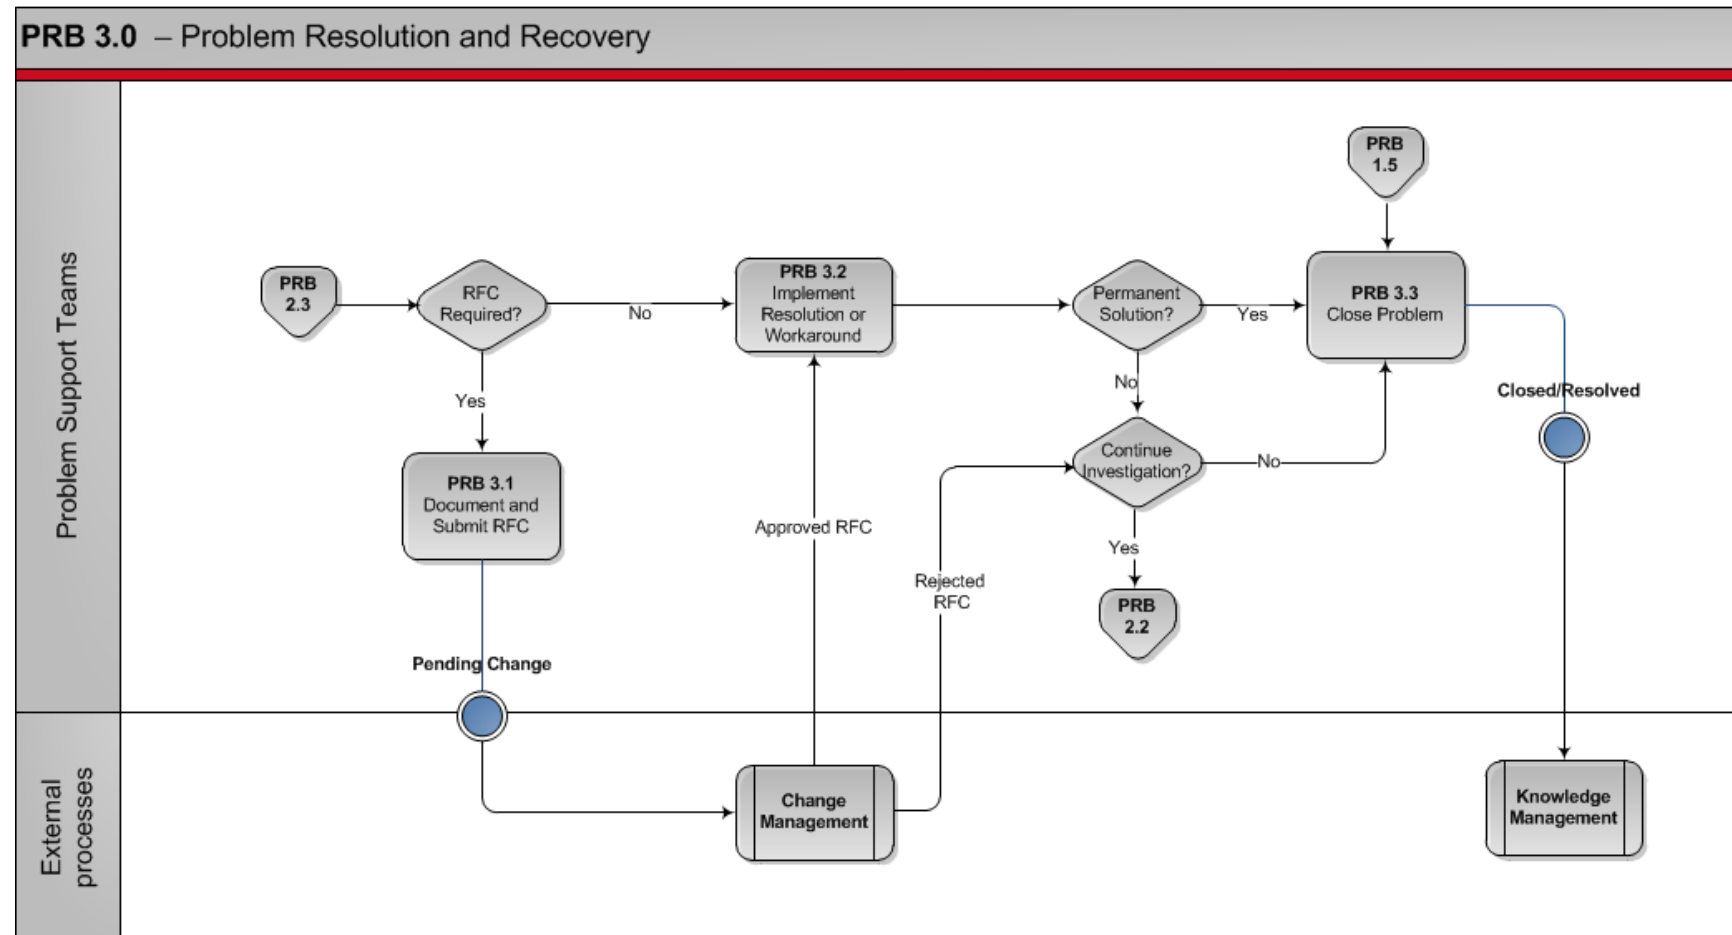 PRB 3.0 – Problem Resolution and Recovery
Problem Support Teams
PRB
1.5
PRB
2.3
RFC
Required?
No
PRB 3.2
Implement
Resolution or
Workaround
Permanent
Solution?
Yes
PRB 3.3
Close Problem
Yes
No
Closed/Resolved
PRB 3.1
Document and
Submit RFC
Continue
Investigation?
No
Approved RFC
Yes
Rejected
RFC
PRB
2.2
Pending Change
External
processes
Change
Management
Knowledge
Management